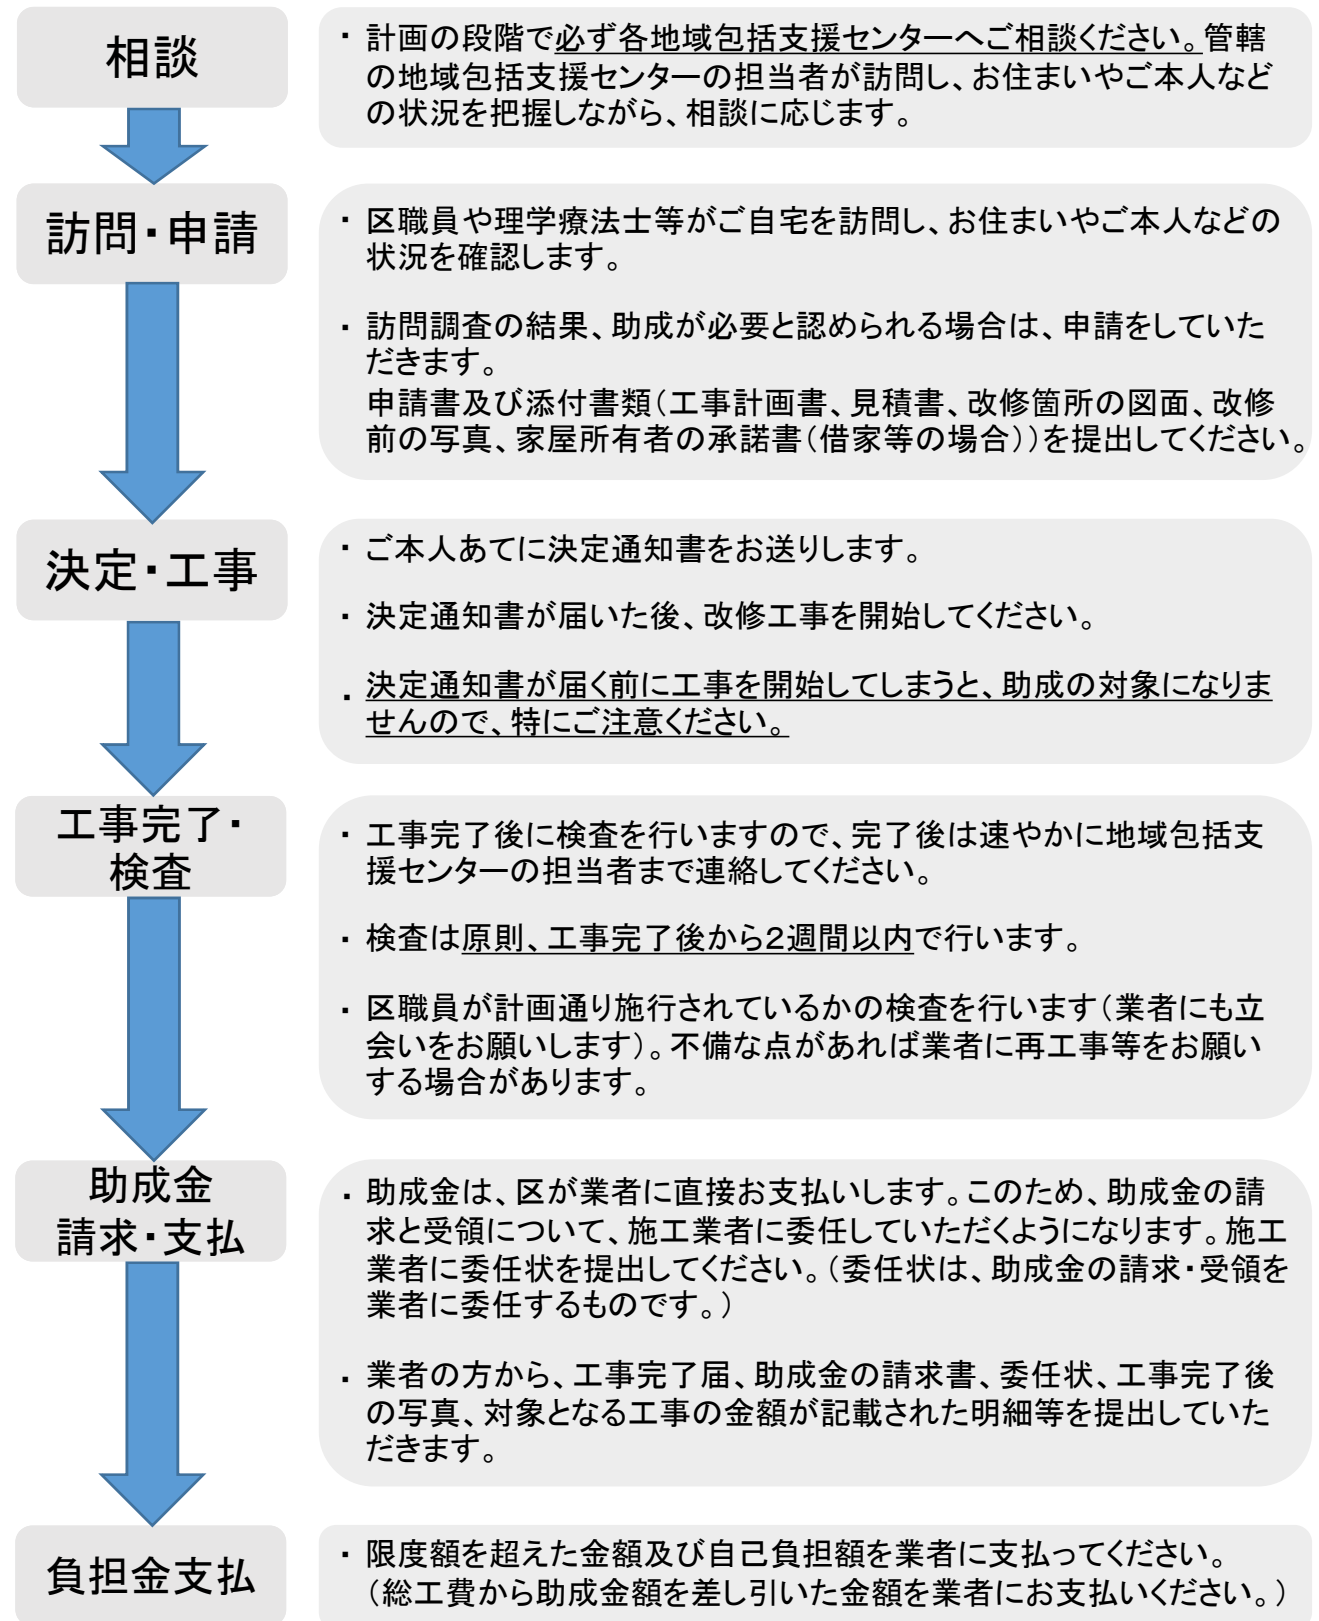 相談
・ 計画の段階で必ず各地域包括支援センターへご相談ください。管轄
の地域包括支援センターの担当者が訪問し、お住まいやご本人など
の状況を把握しながら、相談に応じます。
訪問・申請
・ 区職員や理学療法士等がご自宅を訪問し、お住まいやご本人などの
状況を確認します。
・ 訪問調査の結果、助成が必要と認められる場合は、申請をしていた
だきます。
申請書及び添付書類（工事計画書、見積書、改修箇所の図面、改修
前の写真、家屋所有者の承諾書（借家等の場合））を提出してください。
決定・工事
・ ご本人あてに決定通知書をお送りします。
・ 決定通知書が届いた後、改修工事を開始してください。
・ 決定通知書が届く前に工事を開始してしまうと、助成の対象になりま
せんので、特にご注意ください。
工事完了・
検査
・ 工事完了後に検査を行いますので、完了後は速やかに地域包括支
援センターの担当者まで連絡してください。
・ 検査は原則、工事完了後から２週間以内で行います。
・ 区職員が計画通り施行されているかの検査を行います（業者にも立
会いをお願いします）。不備な点があれば業者に再工事等をお願い
する場合があります。
助成金
請求・支払
・ 助成金は、区が業者に直接お支払いします。このため、助成金の請
求と受領について、施工業者に委任していただくようになります。施工
業者に委任状を提出してください。（委任状は、助成金の請求・受領を
業者に委任するものです。）
・ 業者の方から、工事完了届、助成金の請求書、委任状、工事完了後
の写真、対象となる工事の金額が記載された明細等を提出していた
だきます。
負担金支払
・ 限度額を超えた金額及び自己負担額を業者に支払ってください。
（総工費から助成金額を差し引いた金額を業者にお支払いください。）